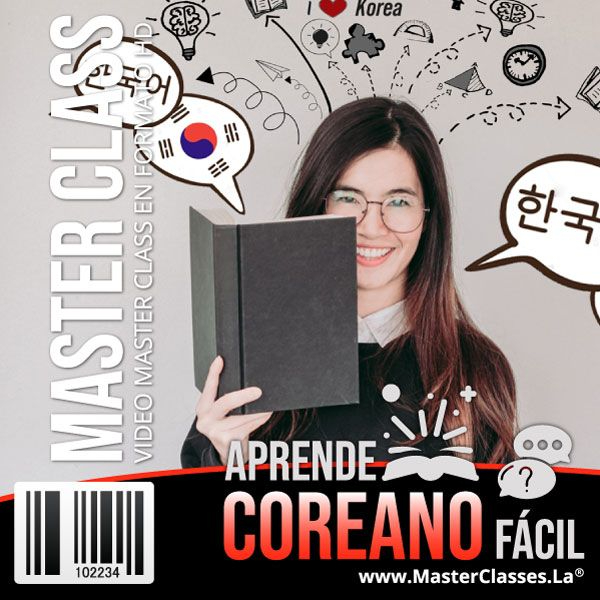 i ❤ Korea
한국어
MASTER CLASS
VIDEO MASTER CLASS EN FORMATO HD
한국
APRENDE
COREANO FÁCIL
?
102234
www.MasterClasses.La®